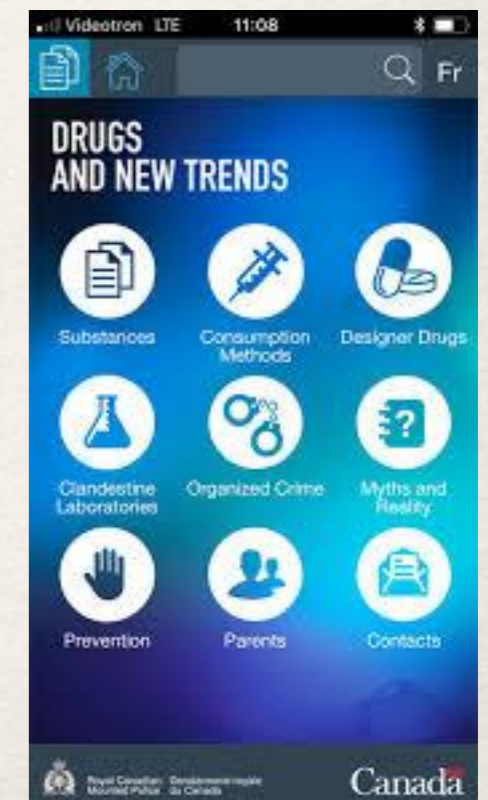 Videotron LTE 11:08
Fr
DRUGS
AND NEW TRENDS
Substances
Consumption
Methods
Designer Drugs
Clandestine
Laboratories
Organized Crime
Myths and
Reality
?
Prevention
Parents
Contacts
Royal Canadian Gendarmerie royale
Mounted Police du Canada
Canada